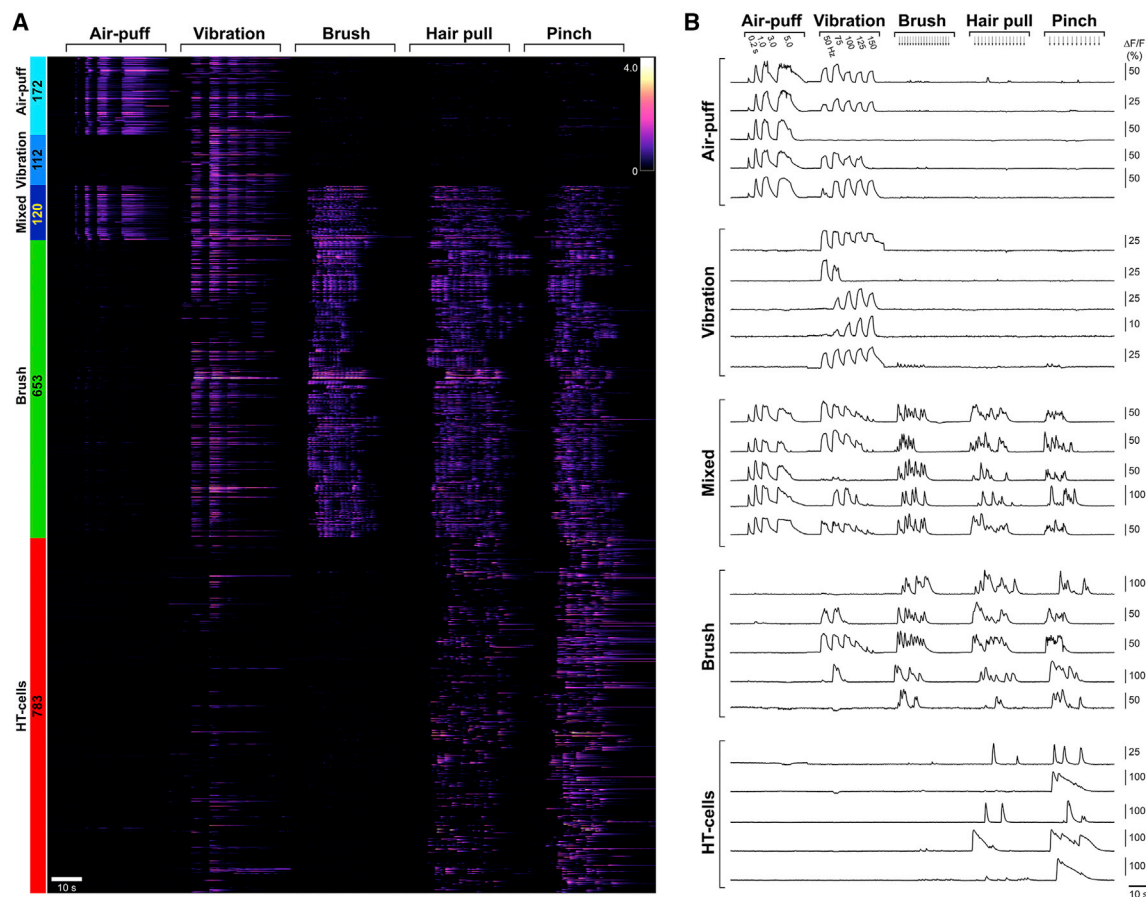 A
Air-puff Vibration Brush Hair pull Pinch
4.0
0
Air-puff
172
Vibration
112
Mixed
120
Brush
653
HT-cells
783
10 s
B
Air-puff Vibration Brush Hair pull Pinch
0.2 s 1.0 3.0 5.0
50 Hz 75 100 125 150
ΔF/F
(%)
Air-puff
50
25
50
50
50
Vibration
25
25
25
10
25
Mixed
50
50
50
100
50
Brush
100
50
50
100
50
HT-cells
25
100
100
100
100
10 s